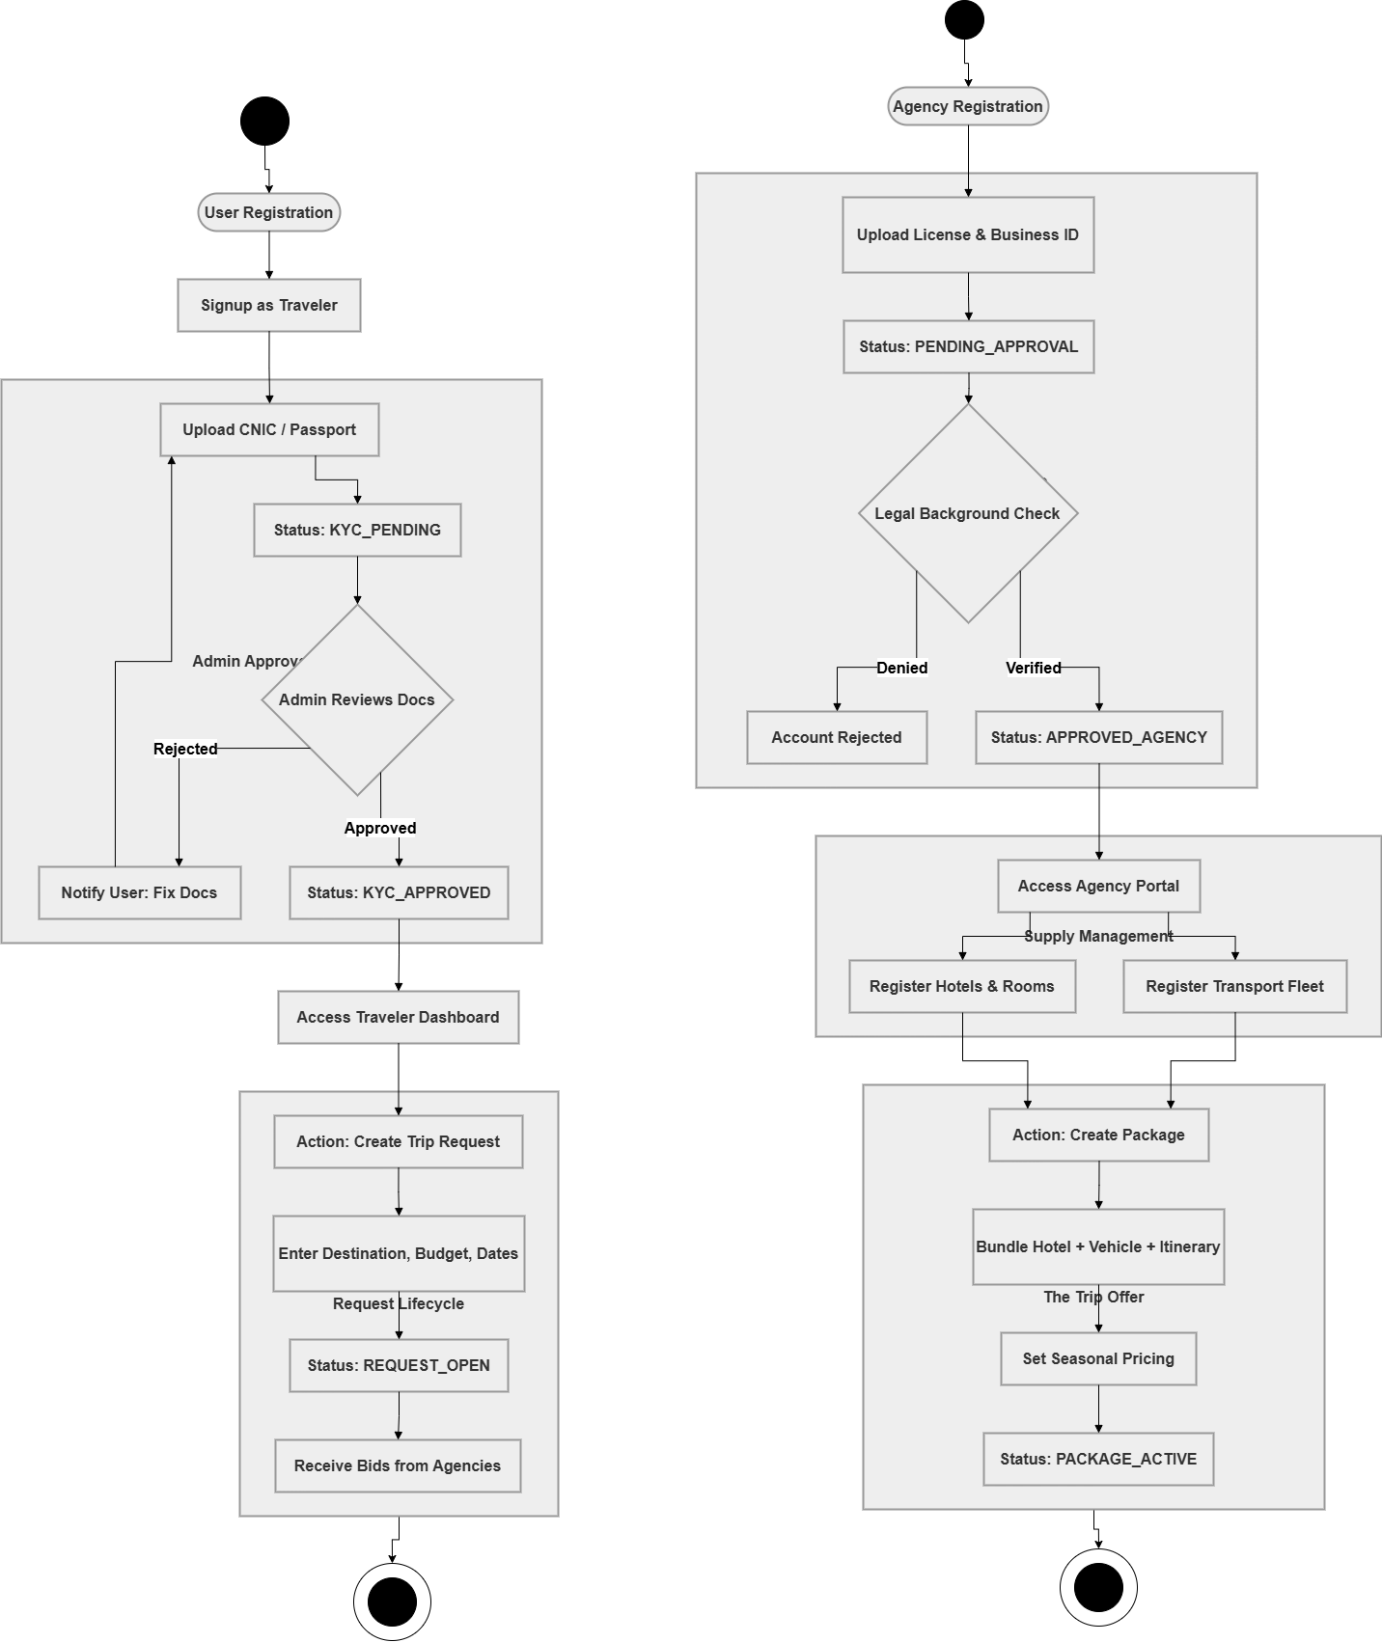 User Registration
Signup as Traveler
Upload CNIC / Passport
Status: KYC_PENDING
Admin Approva
Admin Reviews Docs
Rejected
Approved
Notify User: Fix Docs
Status: KYC_APPROVED
Access Traveler Dashboard
Action: Create Trip Request
Enter Destination, Budget, Dates
Request Lifecycle
Status: REQUEST_OPEN
Receive Bids from Agencies
Agency Registration
Upload License & Business ID
Status: PENDING_APPROVAL
Legal Background Check
Denied
Verified
Account Rejected
Status: APPROVED_AGENCY
Access Agency Portal
Supply Management
Register Hotels & Rooms
Register Transport Fleet
Action: Create Package
Bundle Hotel + Vehicle + Itinerary
The Trip Offer
Set Seasonal Pricing
Status: PACKAGE_ACTIVE